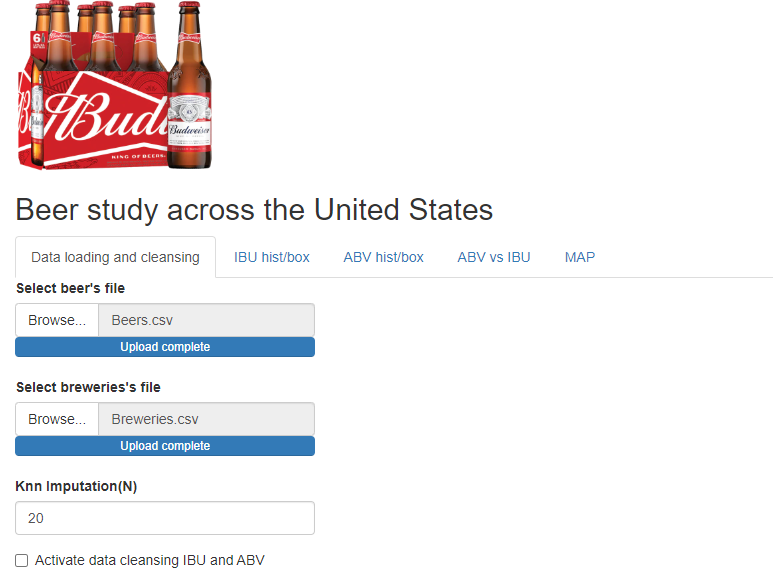 6
Budweiser
KING OF BEERS
Beer study across the United States
Data loading and cleansing IBU hist/box ABV hist/box ABV vs IBU MAP
Select beer's file
Browse... Beers.csv
Upload complete
Select breweries's file
Browse... Breweries.csv
Upload complete
Knn Imputation(N)
20
Activate data cleansing IBU and ABV